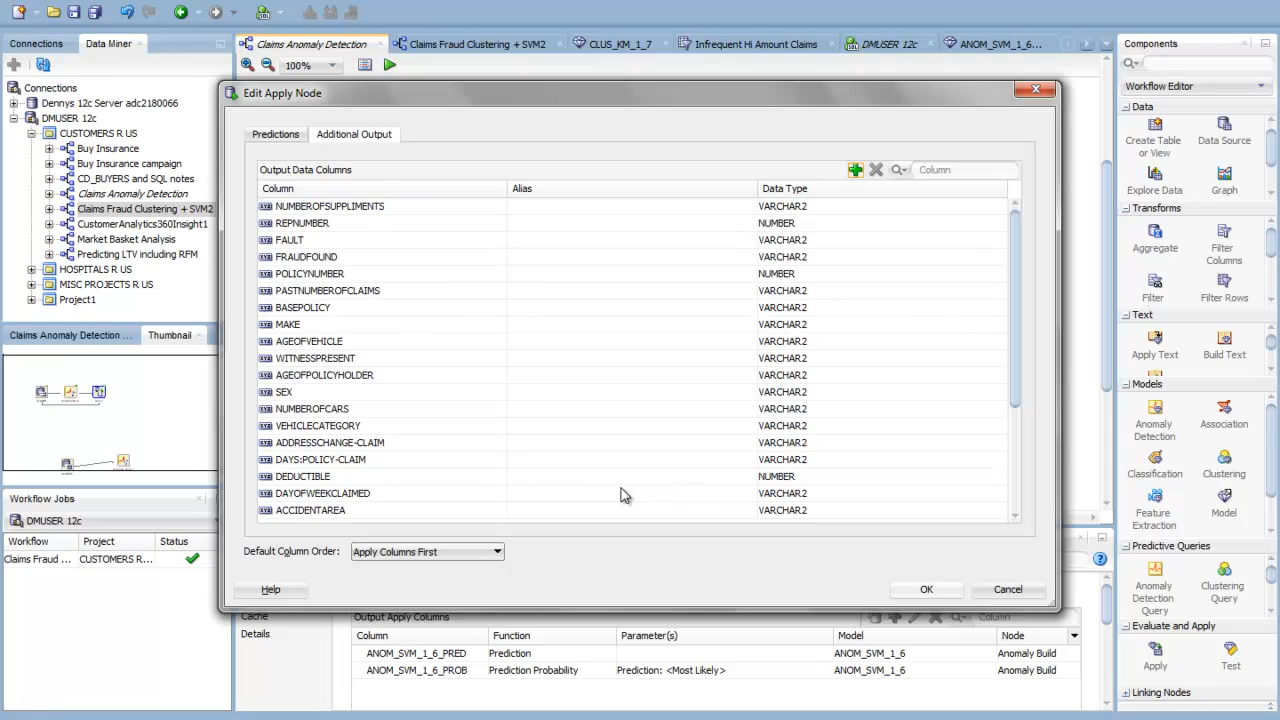 Connections
Data Miner
Claims Anomaly Detection
Claims Fraud Clustering + SVM2
CLUS_KM_1_7
Infrequent Hi Amount Claims
DMUSER 12c
ANOM_SVM_1_6...
Components
100%
Workflow Editor
Connections
Dennys 12c Server adc2180066
DMUSER 12c
CUSTOMERS R US
Buy Insurance
Buy Insurance campaign
CD_BUYERS and SQL notes
Claims Anomaly Detection
Claims Fraud Clustering + SVM2
CustomerAnalytics360Insight1
Market Basket Analysis
Predicting LTV including RFM
HOSPITALS R US
MISC PROJECTS R US
Project1
Claims Anomaly Detection ...
Thumbnail
Workflow Jobs
DMUSER 12c
Workflow Project Status
Claims Fraud ... CUSTOMERS R...
Edit Apply Node
Predictions
Additional Output
Output Data Columns
Column
Column Alias Data Type
NUMBEROFSUPPLIMENTS VARCHAR2
REPNUMBER NUMBER
FAULT VARCHAR2
FRAUDFOUND VARCHAR2
POLICYNUMBER NUMBER
PASTNUMBEROFCLAIMS VARCHAR2
BASEPOLICY VARCHAR2
MAKE VARCHAR2
AGEOFVEHICLE VARCHAR2
WITNESSPRESENT VARCHAR2
AGEOFPOLICYHOLDER VARCHAR2
SEX VARCHAR2
NUMBEROFCARS VARCHAR2
VEHICLECATEGORY VARCHAR2
ADDRESSCHANGE-CLAIM VARCHAR2
DAYS:POLICY-CLAIM VARCHAR2
DEDUCTIBLE NUMBER
DAYOFWEEKCLAIMED VARCHAR2
ACCIDENTAREA VARCHAR2
Default Column Order: Apply Columns First
Help
OK
Cancel
Cache
Details
Output Apply Columns
Column
Column Function Parameter(s) Model Node
ANOM_SVM_1_6_PRED Prediction ANOM_SVM_1_6 Anomaly Build
ANOM_SVM_1_6_PROB Prediction Probability Prediction: <Most Likely> ANOM_SVM_1_6 Anomaly Build
Data
Create Table
or View
Data Source
Explore Data
Graph
Transforms
Aggregate
Filter
Columns
Filter
Filter Rows
Text
Apply Text
Build Text
Models
Anomaly
Detection
Association
Classification
Clustering
Feature
Extraction
Model
Predictive Queries
Anomaly
Detection
Query
Clustering
Query
Evaluate and Apply
Apply
Test
Linking Nodes